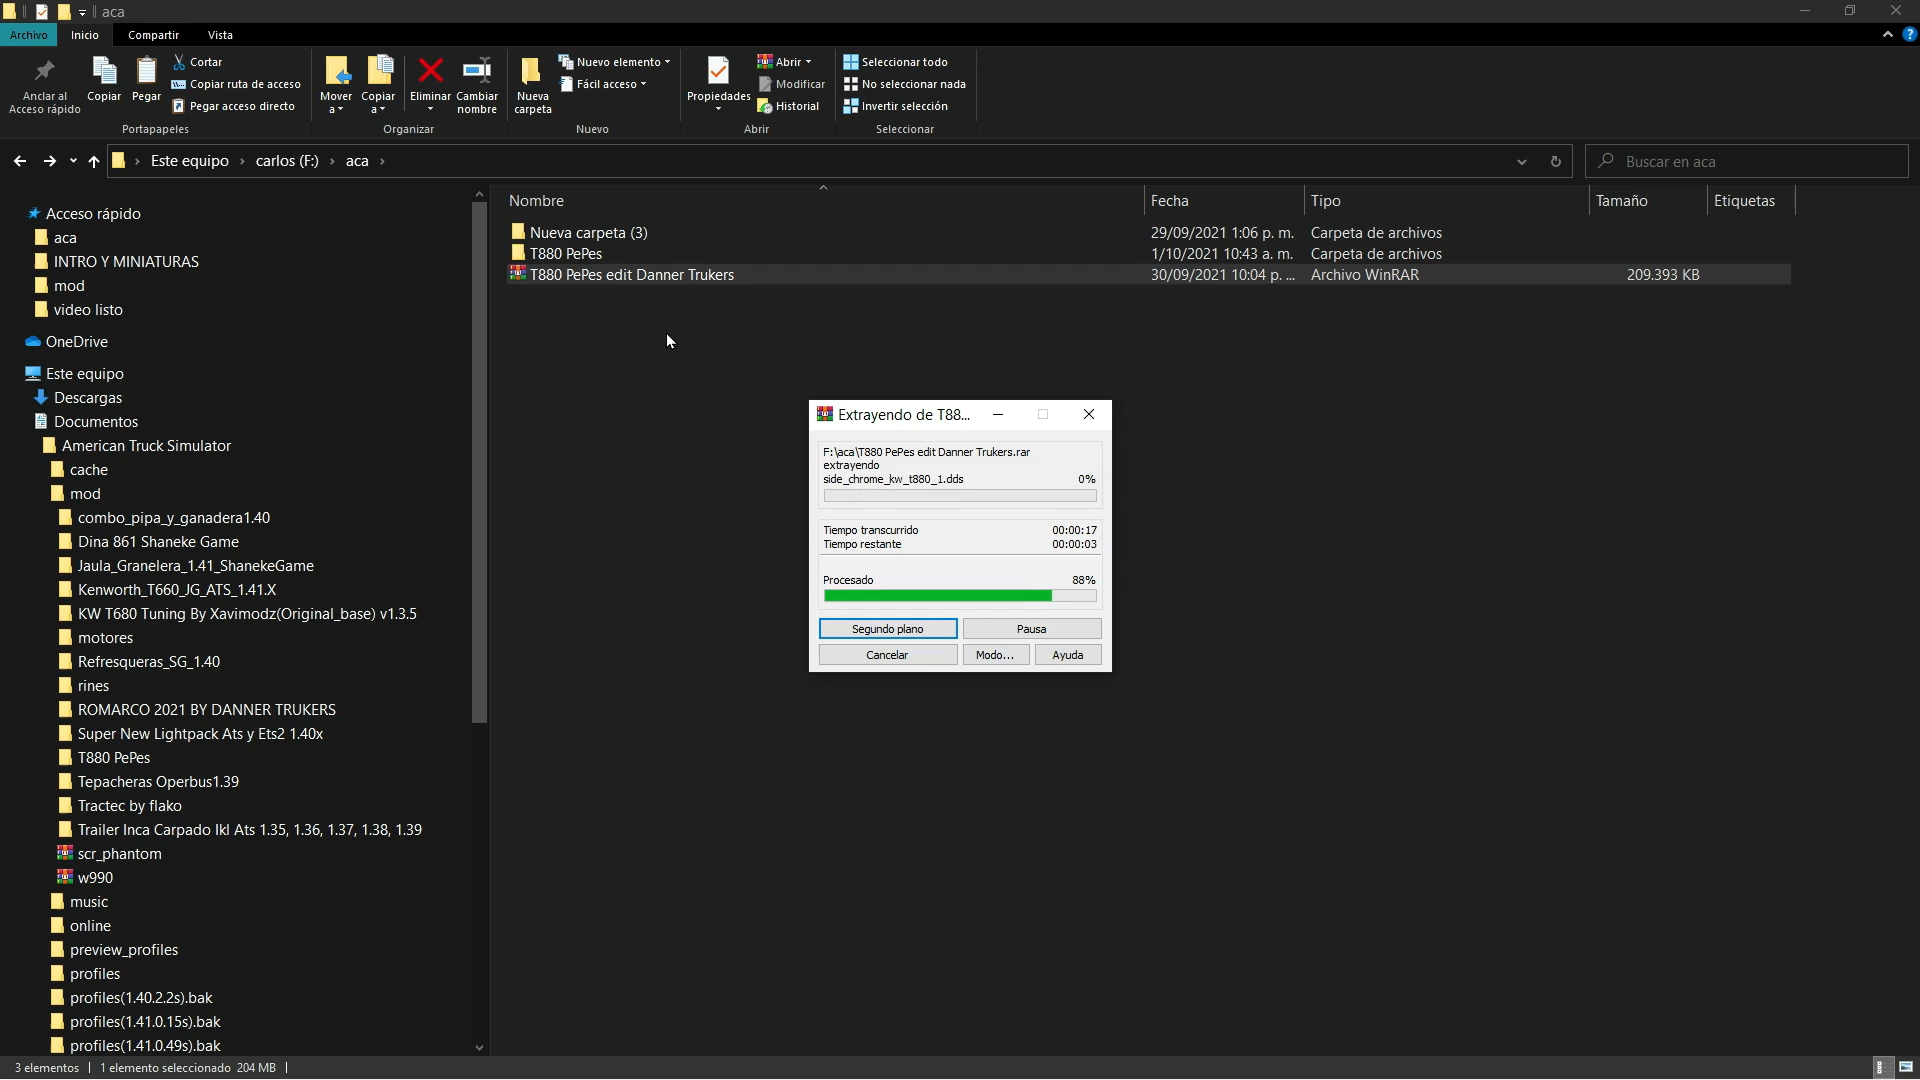 aca
Archivo
Inicio
Compartir
Vista
Anclar al
Acceso rápido
Copiar
Pegar
Cortar
Copiar ruta de acceso
Pegar acceso directo
Portapapeles
Mover
a
Copiar
a
Eliminar
Cambiar
nombre
Organizar
Nueva
carpeta
Nuevo elemento
Fácil acceso
Nuevo
Propiedades
Abrir
Modificar
Historial
Abrir
Seleccionar todo
No seleccionar nada
Invertir selección
Seleccionar
Este equipo › carlos (F:) › aca ›
Buscar en aca
Nombre Fecha Tipo Tamaño Etiquetas
Nueva carpeta (3) 29/09/2021 1:06 p. m. Carpeta de archivos
T880 PePes 1/10/2021 10:43 a. m. Carpeta de archivos
T880 PePes edit Danner Trukers 30/09/2021 10:04 p. ... Archivo WinRAR 209.393 KB
Acceso rápido
aca
INTRO Y MINIATURAS
mod
video listo
OneDrive
Este equipo
Descargas
Documentos
American Truck Simulator
cache
mod
combo_pipa_y_ganadera1.40
Dina 861 Shaneke Game
Jaula_Granelera_1.41_ShanekeGame
Kenworth_T660_JG_ATS_1.41.X
KW T680 Tuning By Xavimodz(Original_base) v1.3.5
motores
Refresqueras_SG_1.40
rines
ROMARCO 2021 BY DANNER TRUKERS
Super New Lightpack Ats y Ets2 1.40x
T880 PePes
Tepacheras Operbus1.39
Tractec by flako
Trailer Inca Carpado Ikl Ats 1.35, 1.36, 1.37, 1.38, 1.39
scr_phantom
w990
music
online
preview_profiles
profiles
profiles(1.40.2.2s).bak
profiles(1.41.0.15s).bak
profiles(1.41.0.49s).bak
Extrayendo de T88...
F:\aca\T880 PePes edit Danner Trukers.rar
extrayendo
side_chrome_kw_t880_1.dds 0%
Tiempo transcurrido 00:00:17
Tiempo restante 00:00:03
Procesado 88%
Segundo plano
Pausa
Cancelar
Modo...
Ayuda
3 elementos
1 elemento seleccionado 204 MB